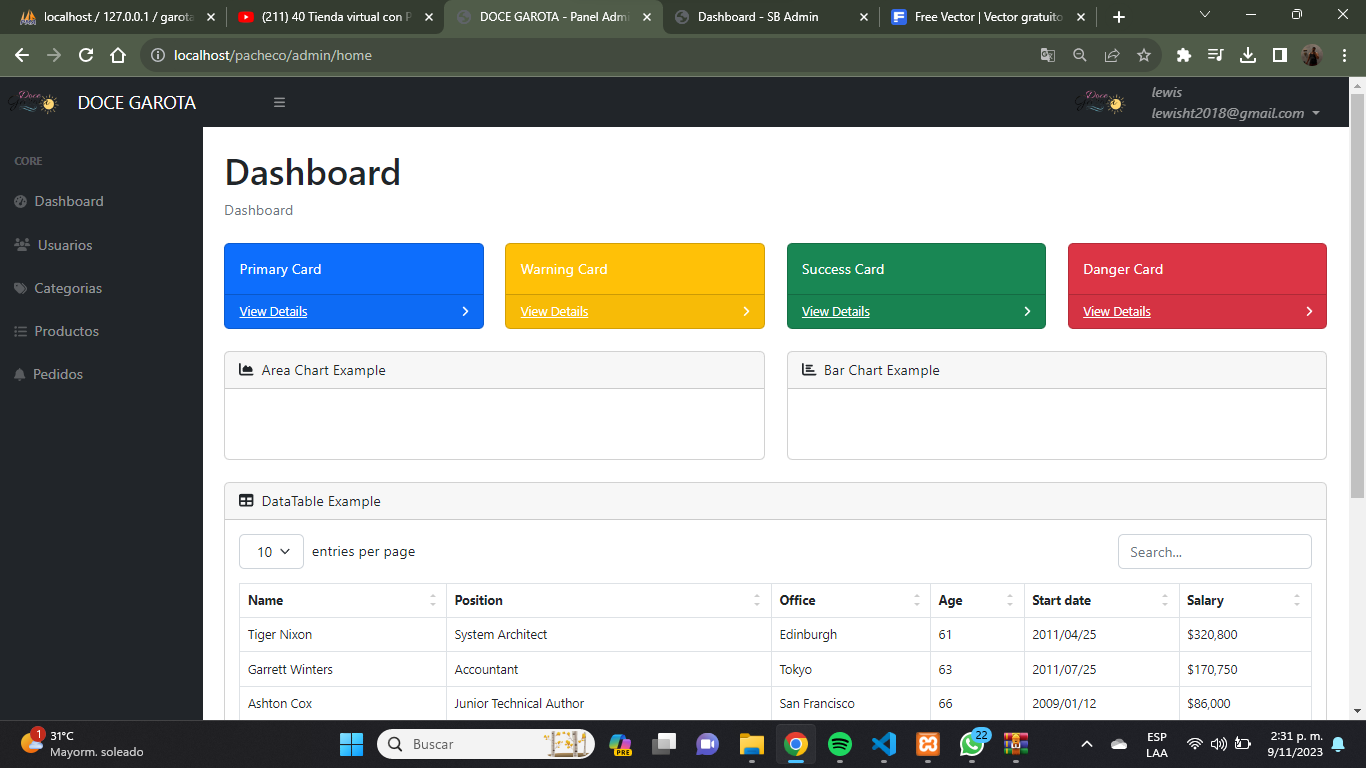 localhost / 127.0.0.1 / garota
(211) 40 Tienda virtual con P
DOCE GAROTA - Panel Admi
Dashboard - SB Admin
Free Vector | Vector gratuito
localhost/pacheco/admin/home
Doce Garota
DOCE GAROTA
lewis
lewisht2018@gmail.com
CORE
Dashboard
Usuarios
Categorias
Productos
Pedidos
Dashboard
Dashboard
Primary Card
Warning Card
Success Card
Danger Card
View Details
View Details
View Details
View Details
Area Chart Example
Bar Chart Example
DataTable Example
10 entries per page
Search...
Name Position Office Age Start date Salary
Tiger Nixon System Architect Edinburgh 61 2011/04/25 $320,800
Garrett Winters Accountant Tokyo 63 2011/07/25 $170,750
Ashton Cox Junior Technical Author San Francisco 66 2009/01/12 $86,000
1
31°C
Mayorm. soleado
Buscar
PRE
22
ESP
LAA
2:31 p. m.
9/11/2023